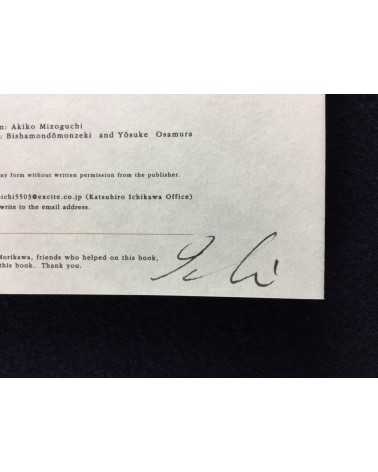 n: Akiko Mizoguchi
: Bishamondōmonzeki and Yōsuke Osamura
ny form without written permission from the publisher.
ichi5503@excite.co.jp (Katsuhiro Ichikawa Office)
write to the email address.
Morikawa, friends who helped on this book,
this book. Thank you.